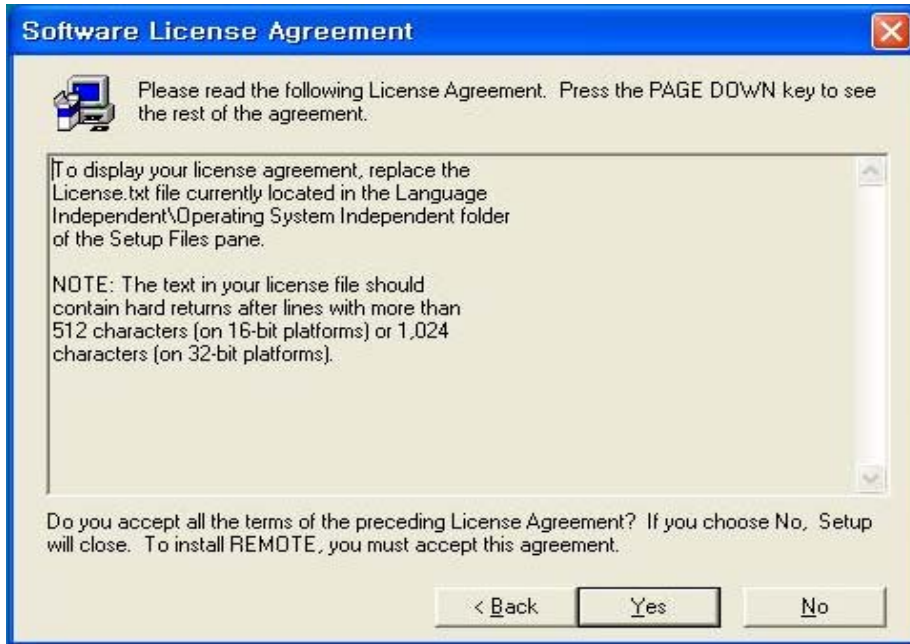 Software License Agreement
Please read the following License Agreement.  Press the PAGE DOWN key to see
the rest of the agreement.
To display your license agreement, replace the
License.txt file currently located in the Language
Independent\Operating System Independent folder
of the Setup Files pane.
NOTE: The text in your license file should
contain hard returns after lines with more than
512 characters (on 16-bit platforms) or 1,024
characters (on 32-bit platforms).
Do you accept all the terms of the preceding License Agreement?  If you choose No,  Setup
will close.  To install REMOTE, you must accept this agreement.
< Back
Yes
No